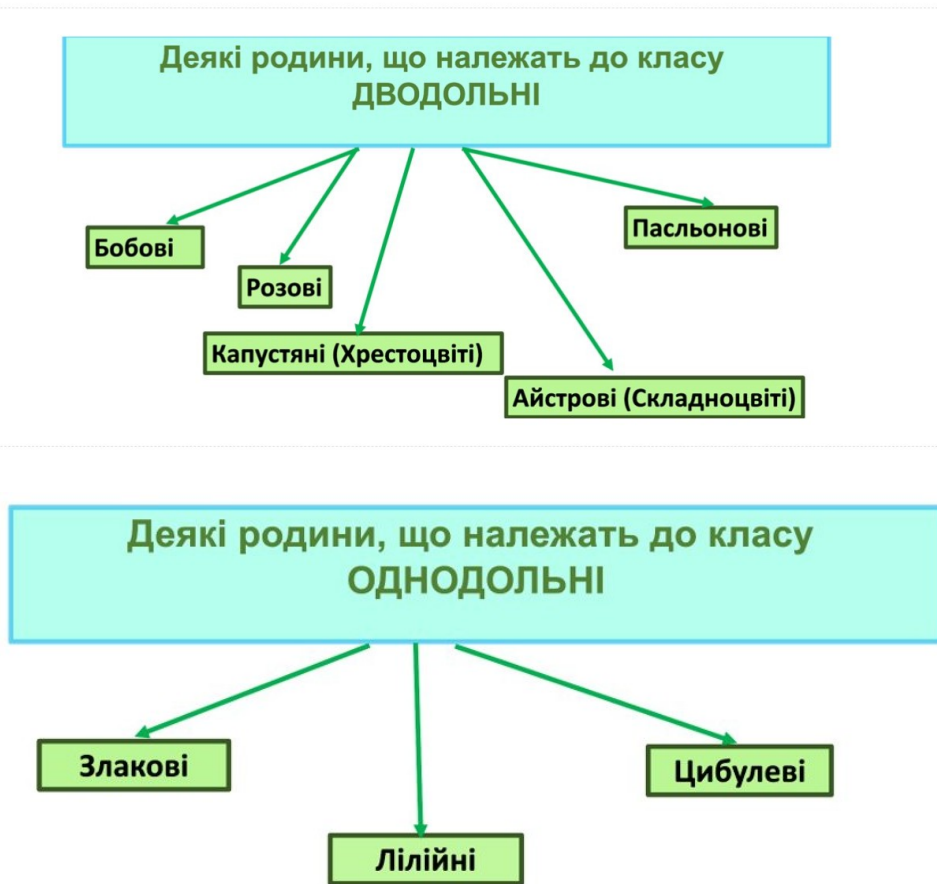 Деякі родини, що належать до класу
ДВОДОЛЬНІ
Бобові
Розові
Капустяні (Хрестоцвіті)
Айстрові (Складноцвіті)
Пасльонові
Деякі родини, що належать до класу
ОДНОДОЛЬНІ
Злакові
Лілійні
Цибулеві